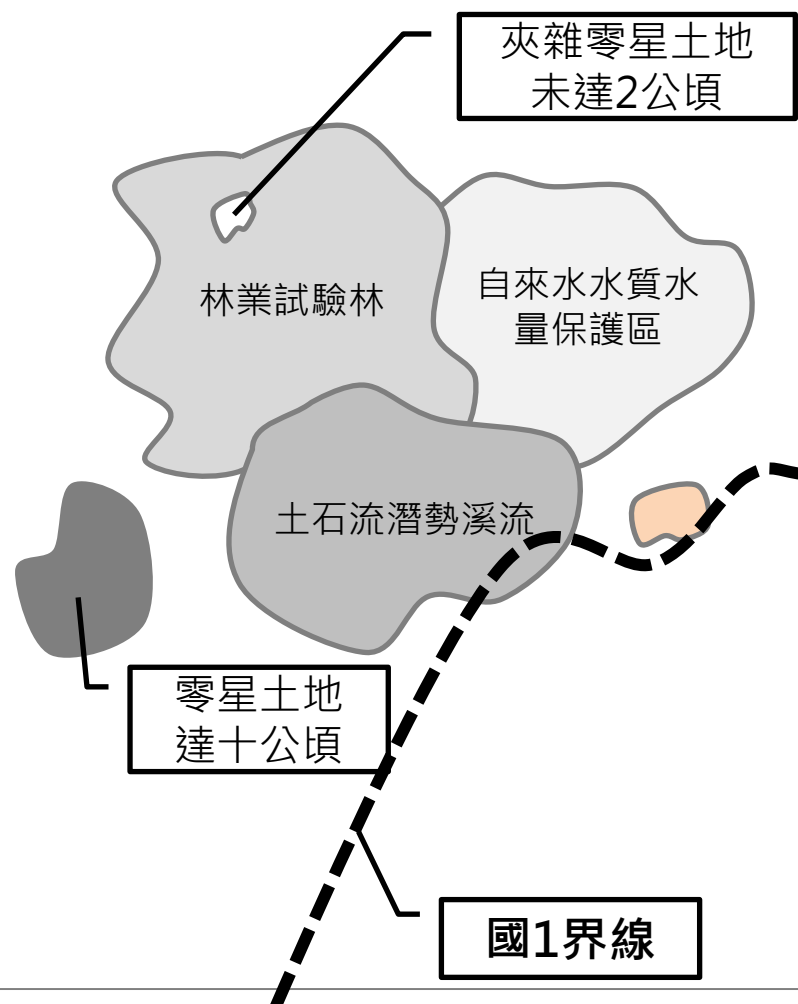 夾雜零星土地
未達2公頃
林業試驗林
自來水水質水
量保護區
土石流潛勢溪流
零星土地
達十公頃
國1界線